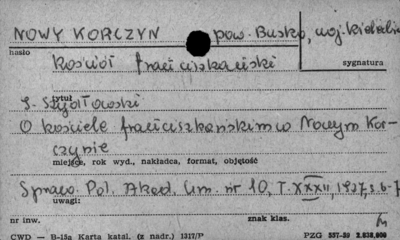 NOWY KORCZYN pow. Busko, woj. Kieleckie
hasło
Kościół franciszkański
sygnatura
tytuł
S. Szydłowski
O kościele franciszkańskim w Nowym Kor-
czynie
miejsce, rok wyd., nakładca, format, objętość
Spraw. Pol. Akad. Um. nr 10, T. XXXII, 1927, s. 6-7
uwagi:
nr inw.
znak klas.
CWD — B-15a Karta katal. (z nadr.) 1317/P PZG 557-59 2.838.000